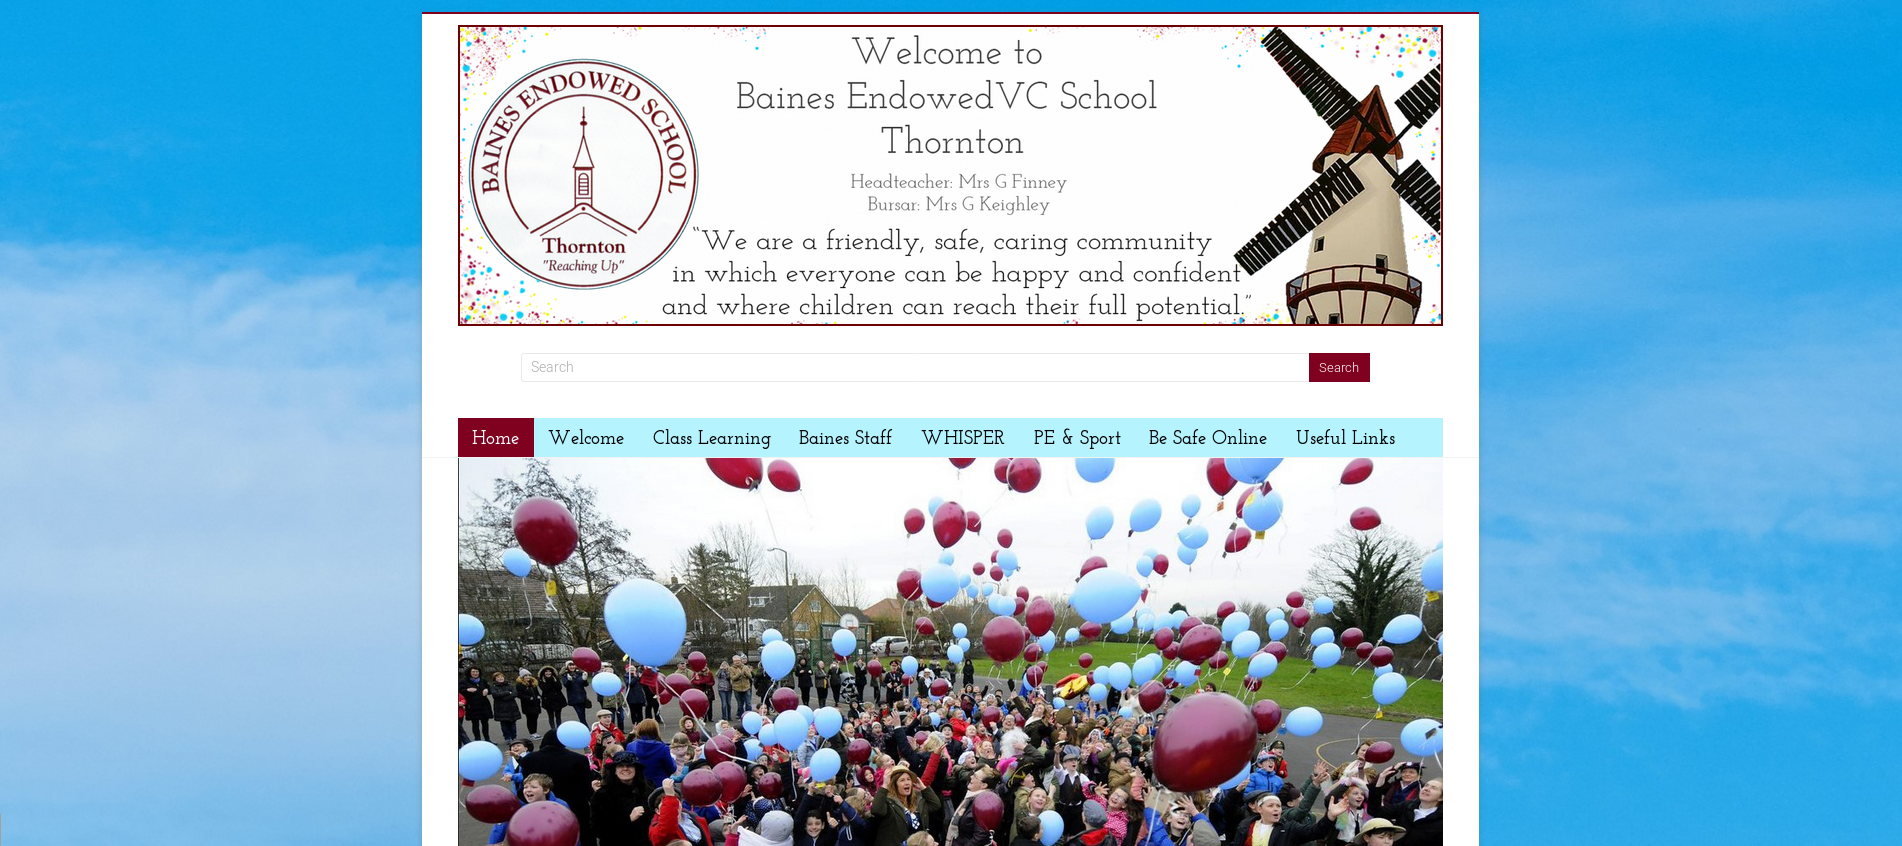 Welcome to
Baines EndowedVC School
Thornton
Headteacher: Mrs G Finney
Bursar: Mrs G Keighley
"We are a friendly, safe, caring community
in which everyone can be happy and confident
and where children can reach their full potential."
BAINES ENDOWED SCHOOL
Thornton
"Reaching Up"
Search Search
Home Welcome Class Learning Baines Staff WHISPER PE & Sport Be Safe Online Useful Links